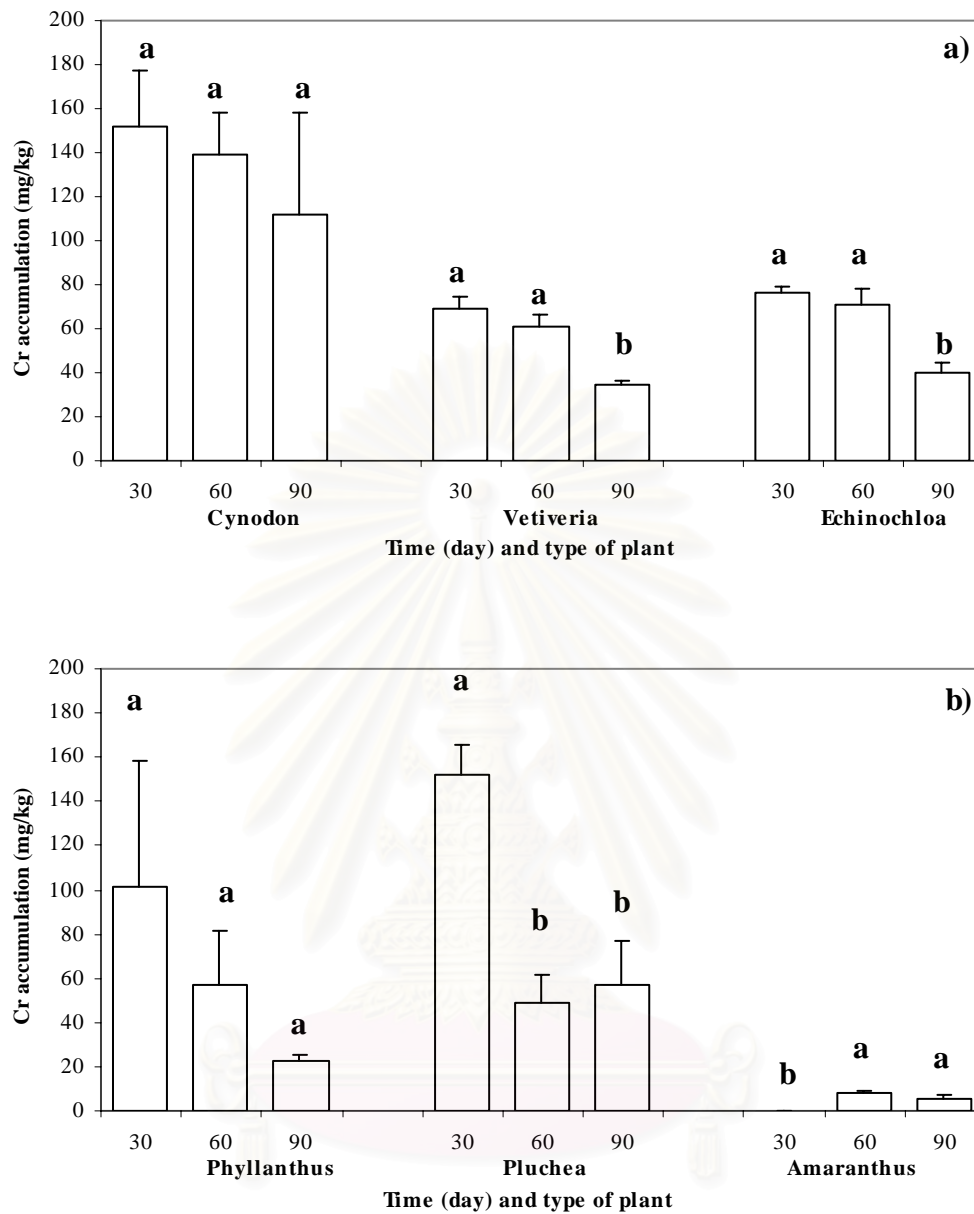 200
180
160
140
120
100
80
60
40
20
0
Cr accumulation (mg/kg)
a)
a a a a a b a a b
30 60 90 30 60 90 30 60 90
Cynodon Vetiveria Echinochloa
Time (day) and type of plant
200
180
160
140
120
100
80
60
40
20
0
Cr accumulation (mg/kg)
b)
a a a a b b b a a
30 60 90 30 60 90 30 60 90
Phyllanthus Pluchea Amaranthus
Time (day) and type of plant